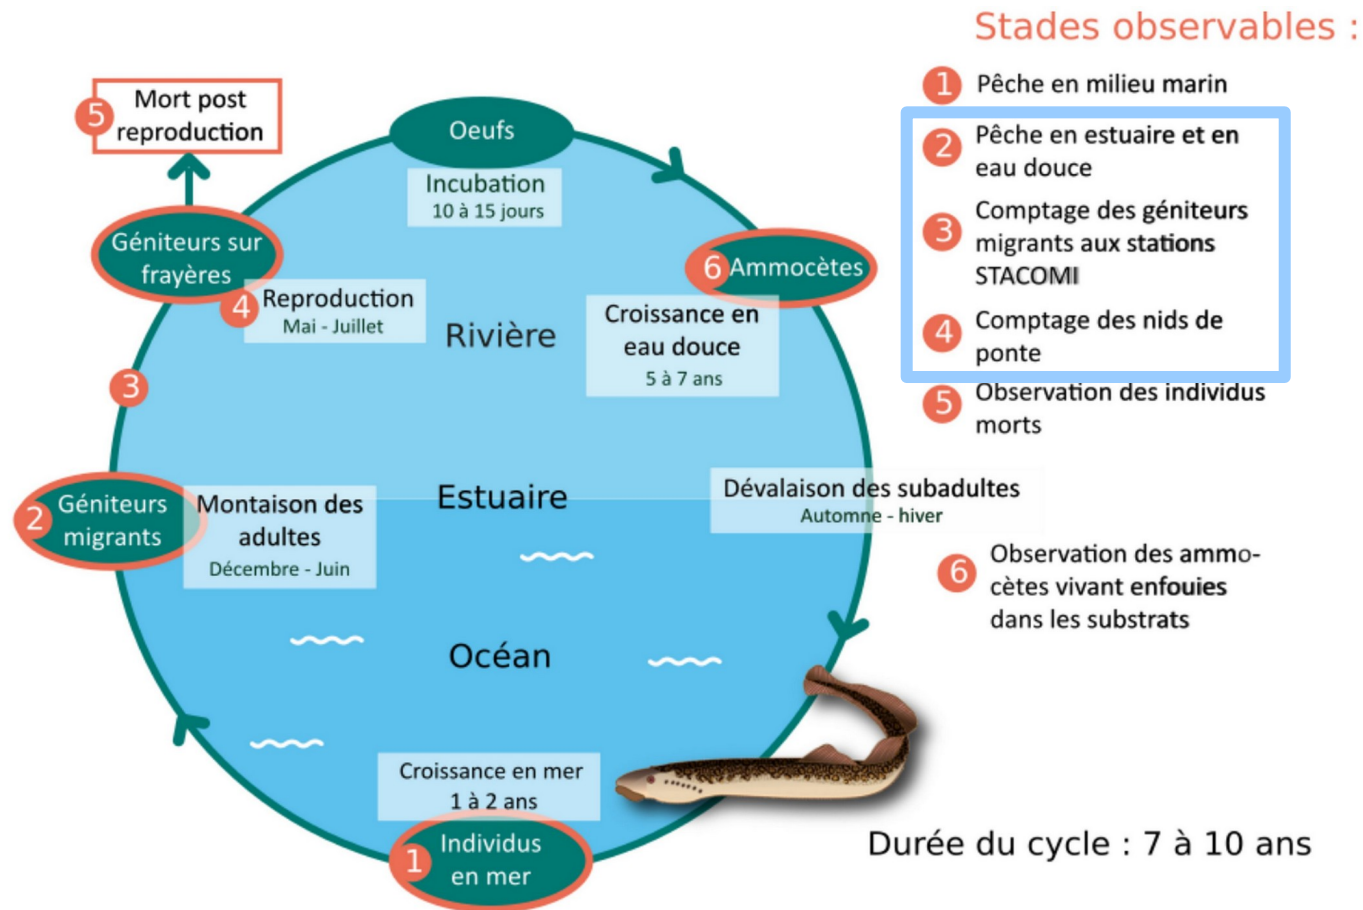 Stades observables :
1 Pêche en milieu marin
2 Pêche en estuaire et en
eau douce
3 Comptage des géniteurs
migrants aux stations
STACOMI
4 Comptage des nids de
ponte
5 Observation des individus
morts
6 Observation des ammo-
cètes vivant enfouies
dans les substrats
5 Mort post
reproduction
Oeufs
Incubation
10 à 15 jours
Géniteurs sur
frayères
4 Reproduction
Mai - Juillet
6 Ammocètes
Croissance en
eau douce
5 à 7 ans
Rivière
3
2 Géniteurs
migrants
Montaison des
adultes
Décembre - Juin
Estuaire
Dévalaison des subadultes
Automne - hiver
Océan
Croissance en mer
1 à 2 ans
1 Individus
en mer
Durée du cycle : 7 à 10 ans